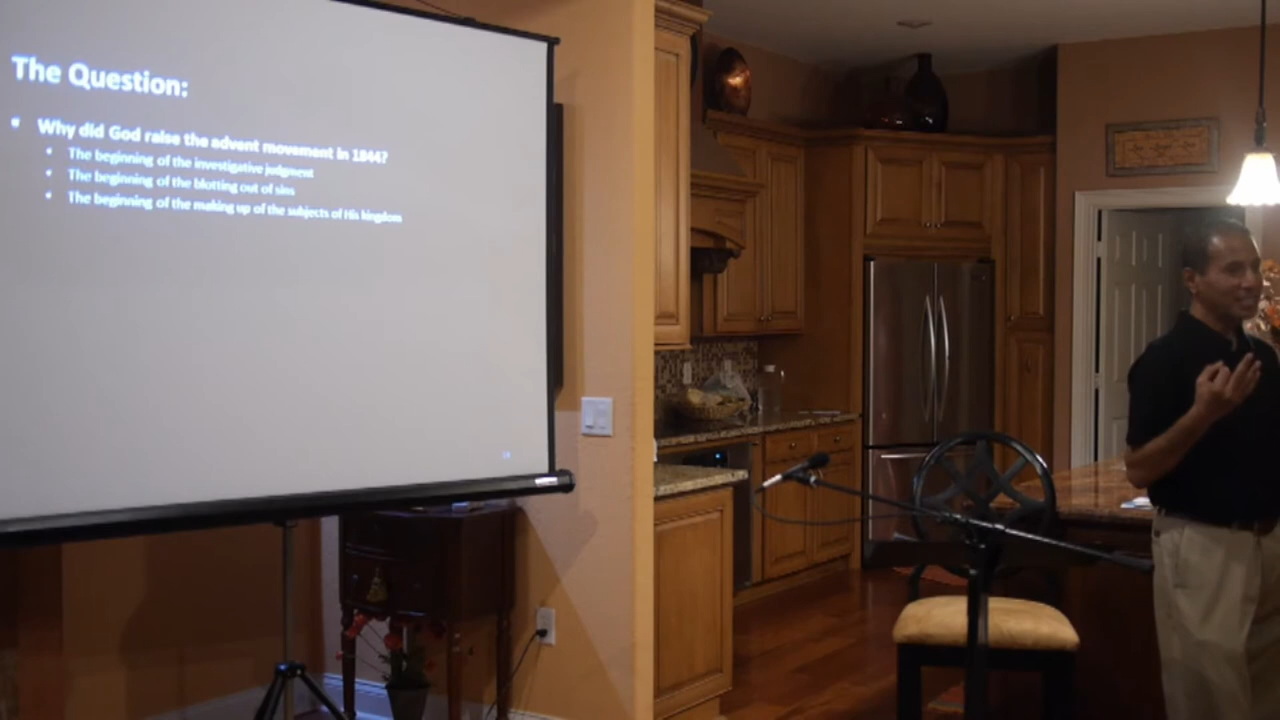 The Question:
Why did God raise the advent movement in 1844?
The beginning of the investigative judgment
The beginning of the blotting out of sins
The beginning of the making up of the subjects of His kingdom